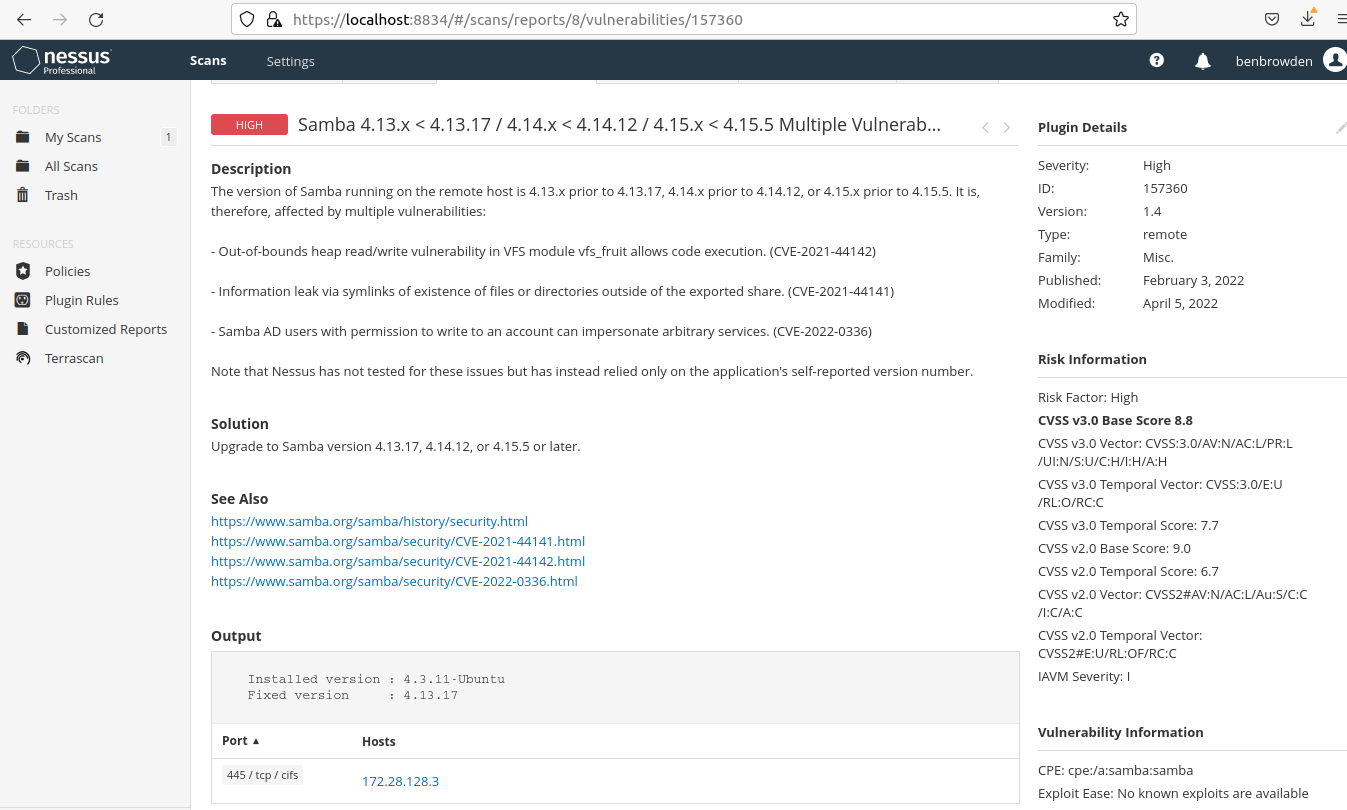 https://localhost:8834/#/scans/reports/8/vulnerabilities/157360
nessus
Professional
Scans
Settings
benbrowden
FOLDERS
My Scans
1
All Scans
Trash
RESOURCES
Policies
Plugin Rules
Customized Reports
Terrascan
HIGH
Samba 4.13.x < 4.13.17 / 4.14.x < 4.14.12 / 4.15.x < 4.15.5 Multiple Vulnerab...
Description
The version of Samba running on the remote host is 4.13.x prior to 4.13.17, 4.14.x prior to 4.14.12, or 4.15.x prior to 4.15.5. It is,
therefore, affected by multiple vulnerabilities:
- Out-of-bounds heap read/write vulnerability in VFS module vfs_fruit allows code execution. (CVE-2021-44142)
- Information leak via symlinks of existence of files or directories outside of the exported share. (CVE-2021-44141)
- Samba AD users with permission to write to an account can impersonate arbitrary services. (CVE-2022-0336)
Note that Nessus has not tested for these issues but has instead relied only on the application's self-reported version number.
Solution
Upgrade to Samba version 4.13.17, 4.14.12, or 4.15.5 or later.
See Also
https://www.samba.org/samba/history/security.html
https://www.samba.org/samba/security/CVE-2021-44141.html
https://www.samba.org/samba/security/CVE-2021-44142.html
https://www.samba.org/samba/security/CVE-2022-0336.html
Output
Installed version : 4.3.11-Ubuntu
Fixed version     : 4.13.17
Port ▲ Hosts
445 / tcp / cifs 172.28.128.3
Plugin Details
Severity: High
ID: 157360
Version: 1.4
Type: remote
Family: Misc.
Published: February 3, 2022
Modified: April 5, 2022
Risk Information
Risk Factor: High
CVSS v3.0 Base Score 8.8
CVSS v3.0 Vector: CVSS:3.0/AV:N/AC:L/PR:L
/UI:N/S:U/C:H/I:H/A:H
CVSS v3.0 Temporal Vector: CVSS:3.0/E:U
/RL:O/RC:C
CVSS v3.0 Temporal Score: 7.7
CVSS v2.0 Base Score: 9.0
CVSS v2.0 Temporal Score: 6.7
CVSS v2.0 Vector: CVSS2#AV:N/AC:L/Au:S/C:C
/I:C/A:C
CVSS v2.0 Temporal Vector:
CVSS2#E:U/RL:OF/RC:C
IAVM Severity: I
Vulnerability Information
CPE: cpe:/a:samba:samba
Exploit Ease: No known exploits are available